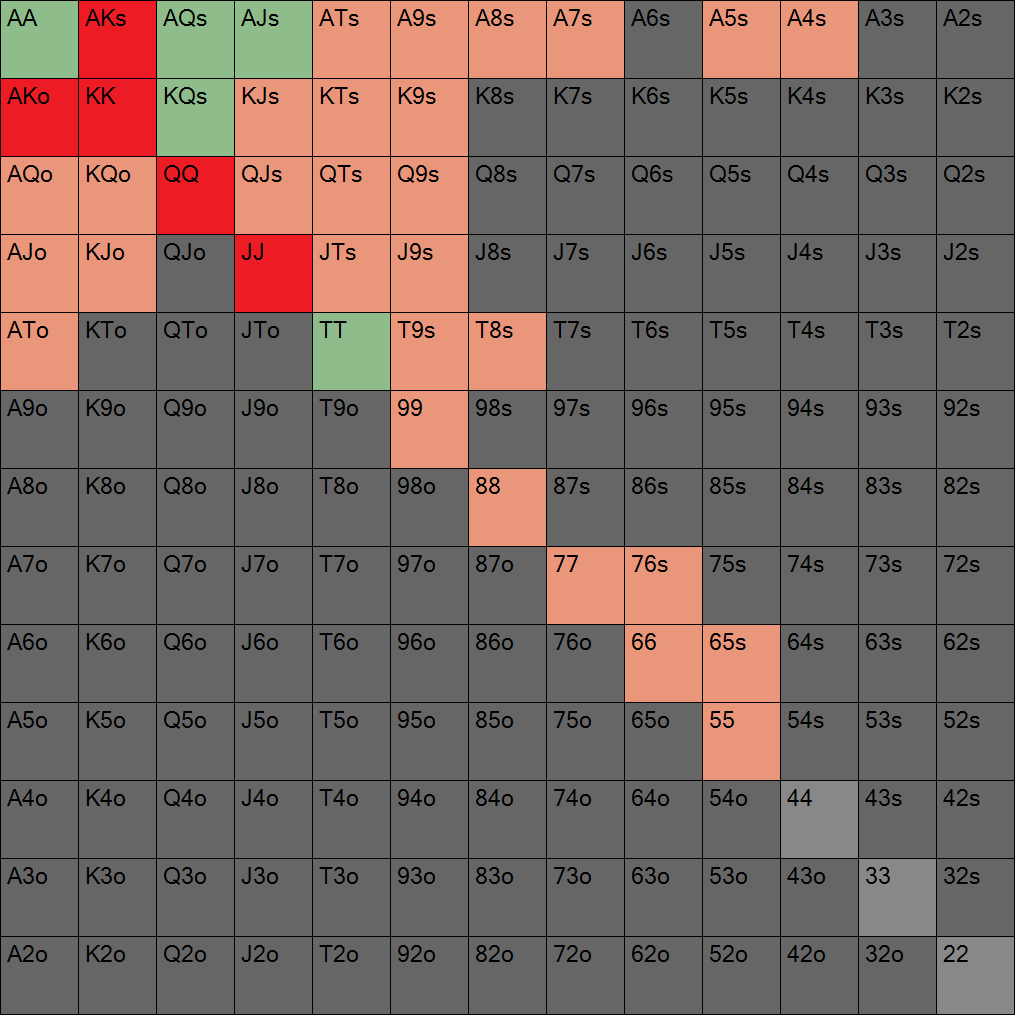 AA AKs AQs AJs ATs A9s A8s A7s A6s A5s A4s A3s A2s
AKo KK KQs KJs KTs K9s K8s K7s K6s K5s K4s K3s K2s
AQo KQo QQ QJs QTs Q9s Q8s Q7s Q6s Q5s Q4s Q3s Q2s
AJo KJo QJo JJ JTs J9s J8s J7s J6s J5s J4s J3s J2s
ATo KTo QTo JTo TT T9s T8s T7s T6s T5s T4s T3s T2s
A9o K9o Q9o J9o T9o 99 98s 97s 96s 95s 94s 93s 92s
A8o K8o Q8o J8o T8o 98o 88 87s 86s 85s 84s 83s 82s
A7o K7o Q7o J7o T7o 97o 87o 77 76s 75s 74s 73s 72s
A6o K6o Q6o J6o T6o 96o 86o 76o 66 65s 64s 63s 62s
A5o K5o Q5o J5o T5o 95o 85o 75o 65o 55 54s 53s 52s
A4o K4o Q4o J4o T4o 94o 84o 74o 64o 54o 44 43s 42s
A3o K3o Q3o J3o T3o 93o 83o 73o 63o 53o 43o 33 32s
A2o K2o Q2o J2o T2o 92o 82o 72o 62o 52o 42o 32o 22